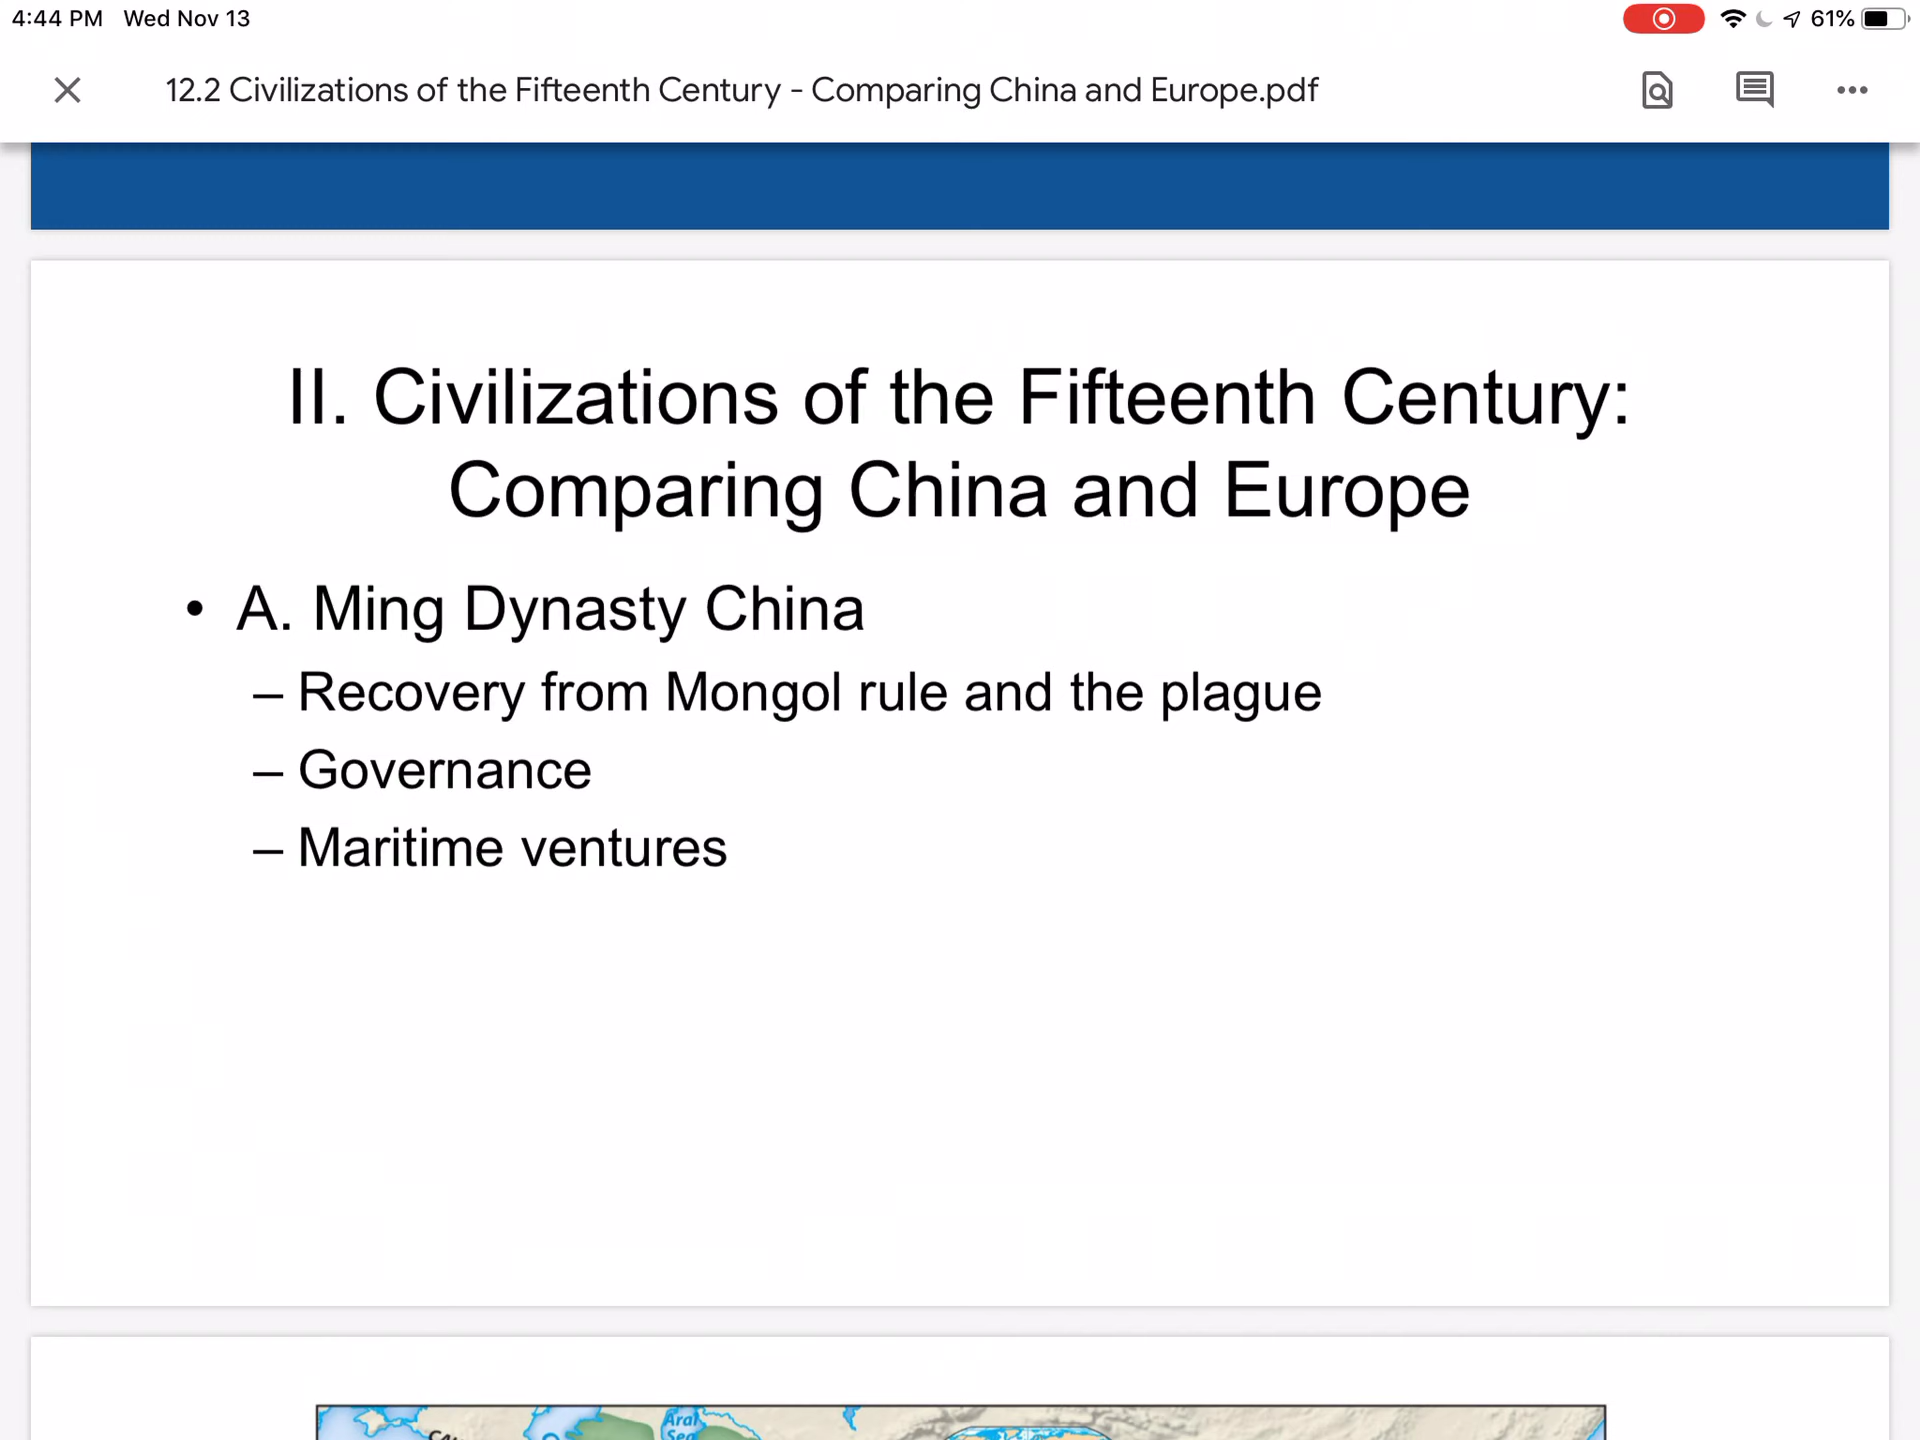 4:44 PM Wed Nov 13
61%
12.2 Civilizations of the Fifteenth Century - Comparing China and Europe.pdf
II. Civilizations of the Fifteenth Century:
Comparing China and Europe
• A. Ming Dynasty China
– Recovery from Mongol rule and the plague
– Governance
– Maritime ventures
Aral
Sea